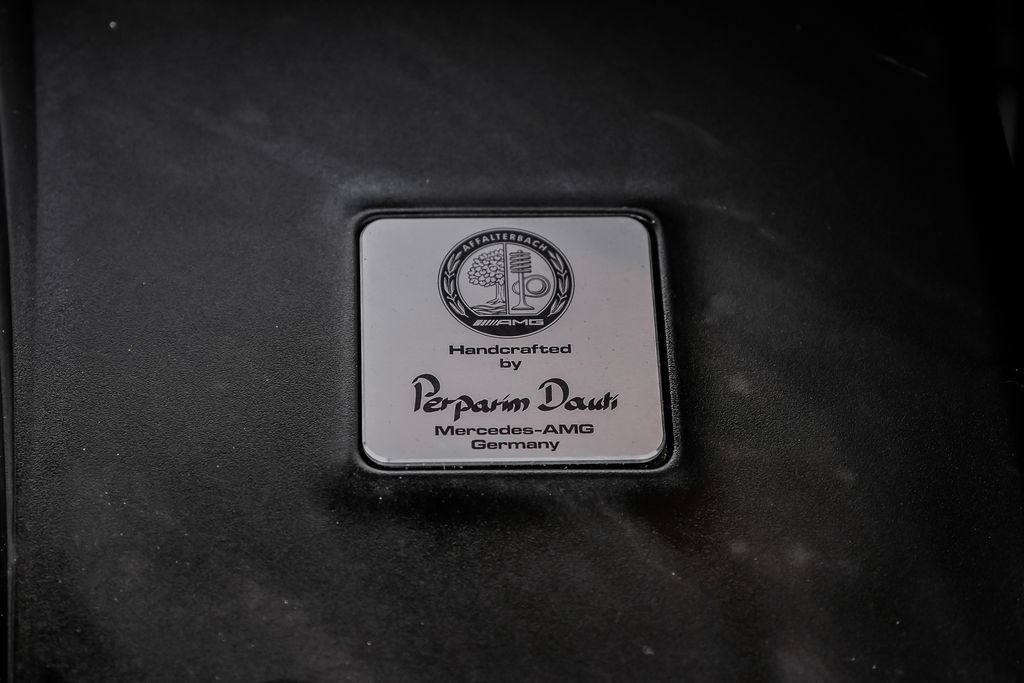 AFFALTERBACH
AMG
Handcrafted
by
Perparim Dauti
Mercedes-AMG
Germany